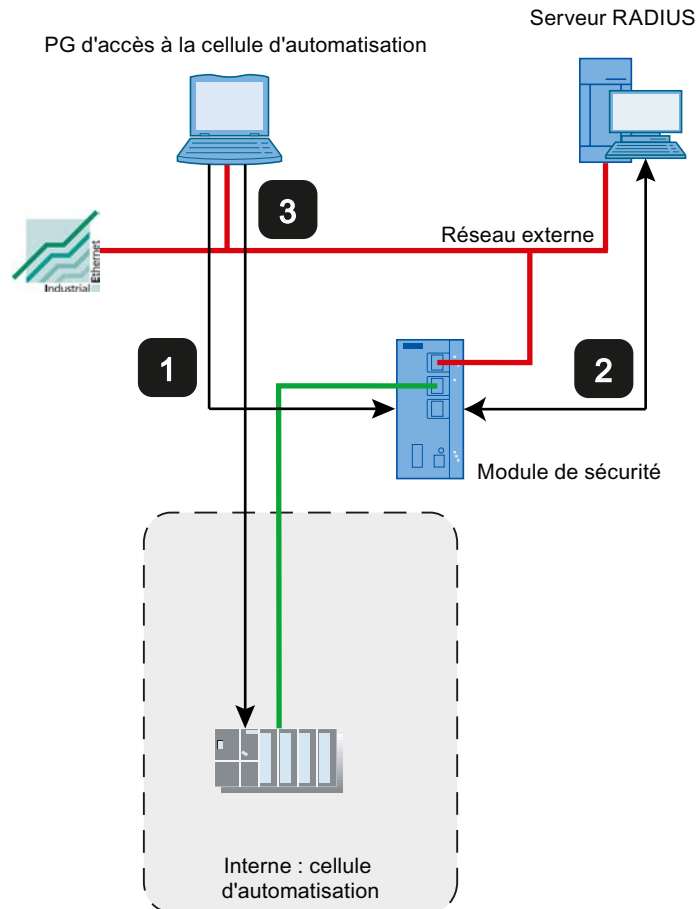 Serveur RADIUS
PG d'accès à la cellule d'automatisation
3
Réseau externe
Industrial
Ethernet
1
2
Module de sécurité
Interne : cellule
d'automatisation